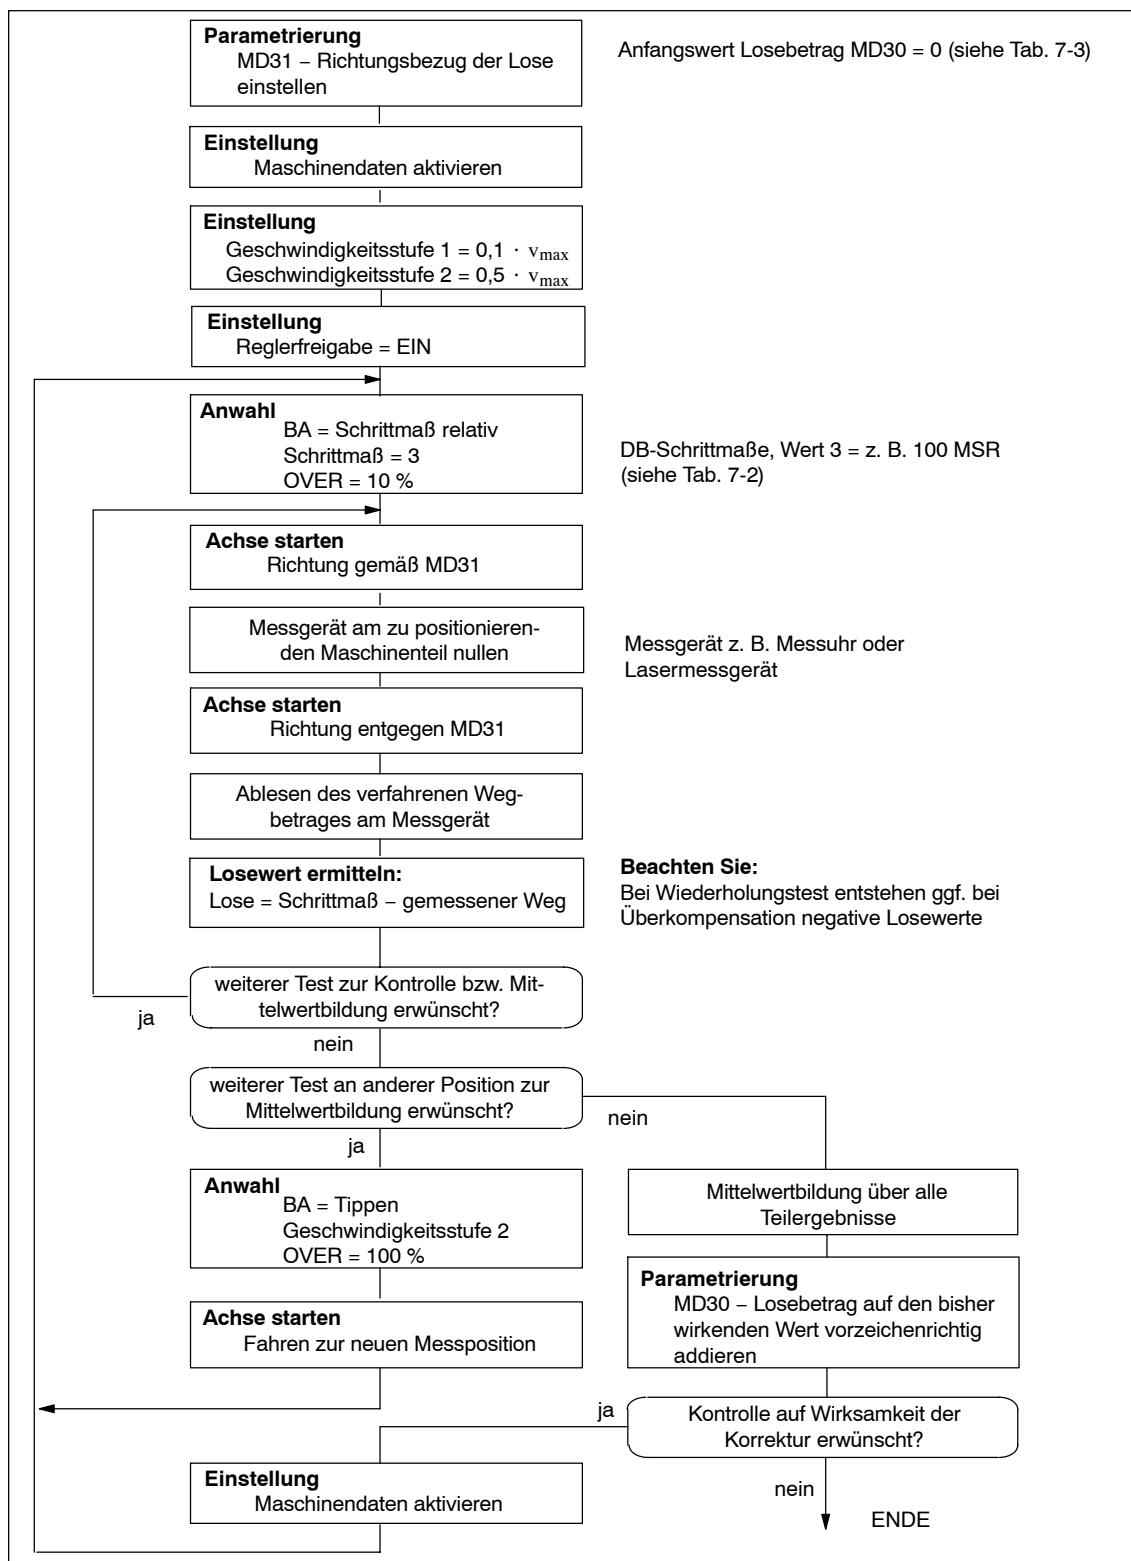 Parametrierung
MD31 – Richtungsbezug der Lose
einstellen
Anfangswert Losebetrag MD30 = 0 (siehe Tab. 7-3)
Einstellung
Maschinendaten aktivieren
Einstellung
Geschwindigkeitsstufe 1 = 0,1 · vmax
Geschwindigkeitsstufe 2 = 0,5 · vmax
Einstellung
Reglerfreigabe = EIN
Anwahl
BA = Schrittmaß relativ
Schrittmaß = 3
OVER = 10 %
DB-Schrittmaße, Wert 3 = z. B. 100 MSR
(siehe Tab. 7-2)
Achse starten
Richtung gemäß MD31
Messgerät am zu positionieren-
den Maschinenteil nullen
Messgerät z. B. Messuhr oder
Lasermessgerät
Achse starten
Richtung entgegen MD31
Ablesen des verfahrenen Weg-
betrages am Messgerät
Losewert ermitteln:
Lose = Schrittmaß – gemessener Weg
Beachten Sie:
Bei Wiederholungstest entstehen ggf. bei
Überkompensation negative Losewerte
weiterer Test zur Kontrolle bzw. Mit-
telwertbildung erwünscht?
ja
nein
weiterer Test an anderer Position zur
Mittelwertbildung erwünscht?
nein
ja
Anwahl
BA = Tippen
Geschwindigkeitsstufe 2
OVER = 100 %
Mittelwertbildung über alle
Teilergebnisse
Achse starten
Fahren zur neuen Messposition
Parametrierung
MD30 – Losebetrag auf den bisher
wirkenden Wert vorzeichenrichtig
addieren
ja
Kontrolle auf Wirksamkeit der
Korrektur erwünscht?
Einstellung
Maschinendaten aktivieren
nein
ENDE